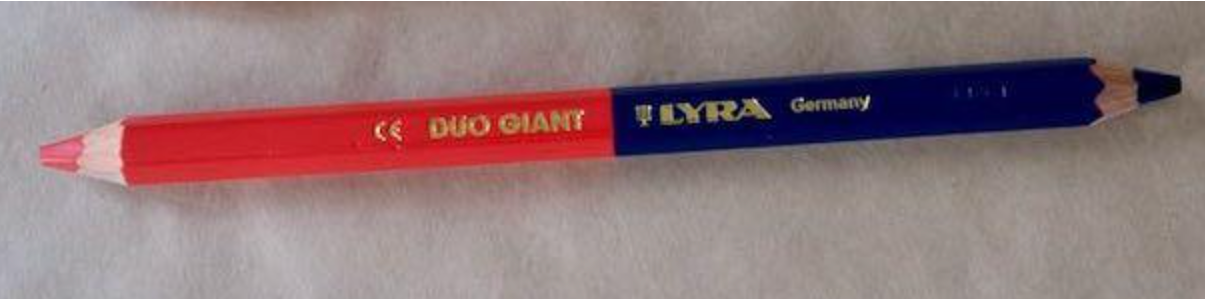 CE DUO GIANT LYRA Germany